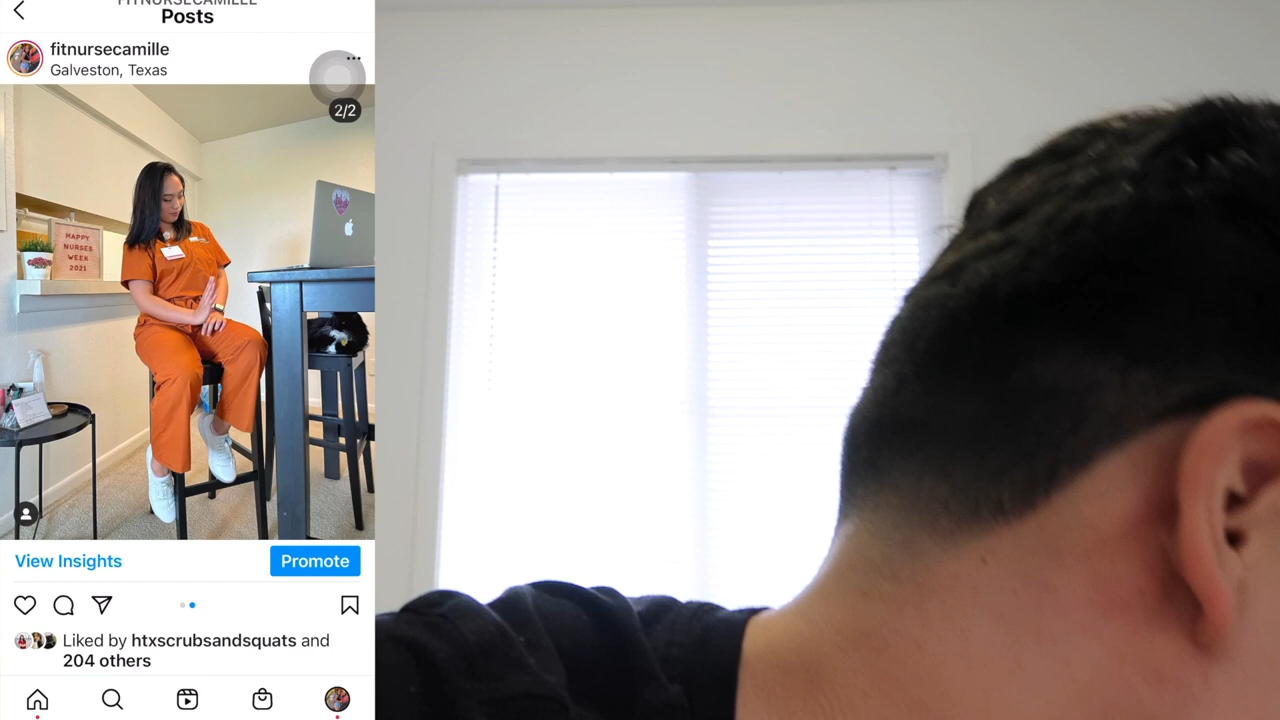 FITNURSECAMILLE
Posts
fitnursecamille
Galveston, Texas
2/2
HAPPY
NURSES
WEEK
2021
View Insights
Promote
Liked by htxscrubsandsquats and
204 others